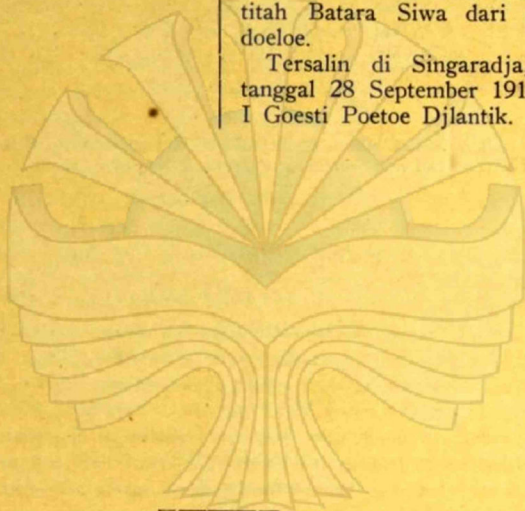 titah Batara Siwa dari
doeloe.
Tersalin di Singaradja
tanggal 28 September 191
I Goesti Poetoe Djlantik.